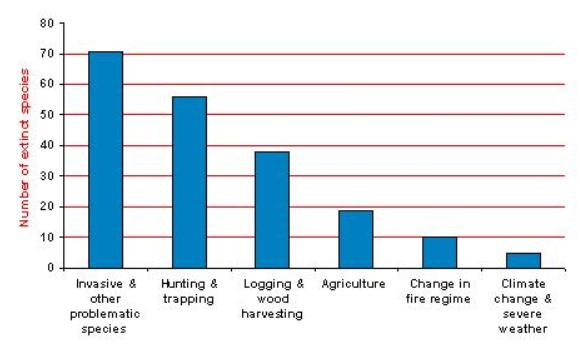 Number of extinct species
80
70
60
50
40
30
20
10
0
Invasive &
other
problematic
species
Hunting &
trapping
Logging &
wood
harvesting
Agriculture
Change in
fire regime
Climate
change &
severe
weather